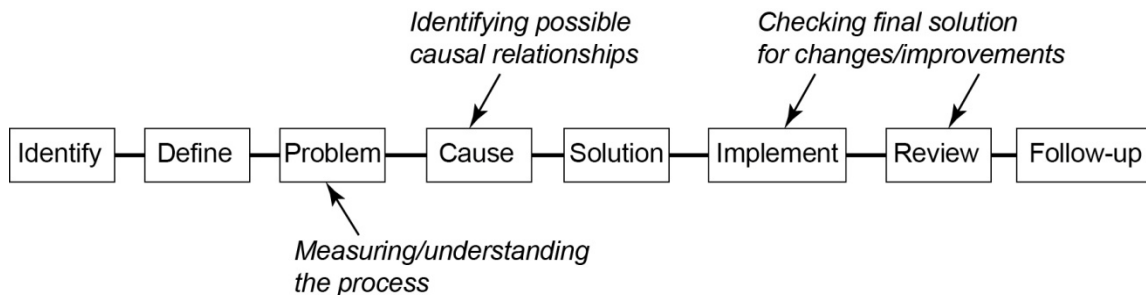 Identifying possible
causal relationships
Checking final solution
for changes/improvements
Identify
Define
Problem
Cause
Solution
Implement
Review
Follow-up
Measuring/understanding
the process